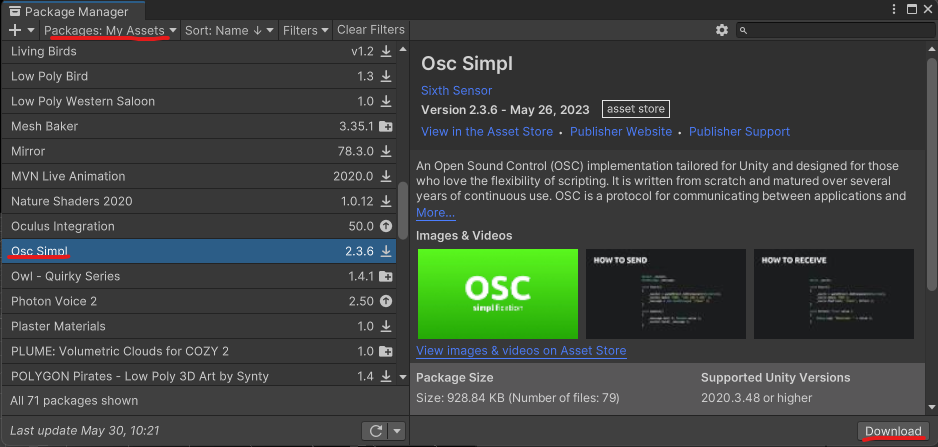 Package Manager
Packages: My Assets Sort: Name ↓ Filters Clear Filters
Living Birds v1.2
Low Poly Bird 1.3
Low Poly Western Saloon 1.0
Mesh Baker 3.35.1
Mirror 78.3.0
MVN Live Animation 2020.0
Nature Shaders 2020 1.0.12
Oculus Integration 50.0
Osc Simpl 2.3.6
Owl - Quirky Series 1.4.1
Photon Voice 2 2.50
Plaster Materials 1.0
PLUME: Volumetric Clouds for COZY 2 1.0
POLYGON Pirates - Low Poly 3D Art by Synty 1.4
All 71 packages shown
Last update May 30, 10:21
Osc Simpl
Sixth Sensor
Version 2.3.6 - May 26, 2023 asset store
View in the Asset Store • Publisher Website • Publisher Support
An Open Sound Control (OSC) implementation tailored for Unity and designed for those
who love the flexibility of scripting. It is written from scratch and matured over several
years of continuous use. OSC is a protocol for communicating between applications and
More...
Images & Videos
OSC
simplification
HOW TO SEND
HOW TO RECEIVE
View images & videos on Asset Store
Package Size Supported Unity Versions
Size: 928.84 KB (Number of files: 79) 2020.3.48 or higher
Download